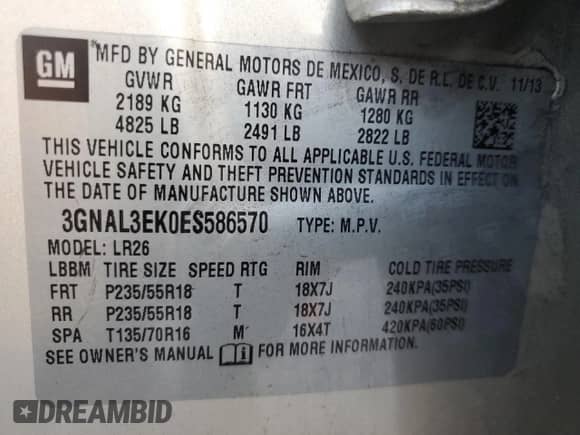 GM
*MFD BY GENERAL MOTORS DE MEXICO, S. DE R.L. DE C.V. 11/13
GVWR GAWR FRT GAWR RR
2189 KG 1130 KG 1280 KG
4825 LB 2491 LB 2822 LB
THIS VEHICLE CONFORMS TO ALL APPLICABLE U.S. FEDERAL MOTOR
VEHICLE SAFETY AND THEFT PREVENTION STANDARDS IN EFFECT ON
THE DATE OF MANUFACTURE SHOWN ABOVE.
3GNAL3EK0ES586570 TYPE: M.P.V.
MODEL: LR26
LBBM TIRE SIZE SPEED RTG RIM COLD TIRE PRESSURE
FRT P235/55R18 T 18X7J 240KPA(35PSI)
RR P235/55R18 T 18X7J 240KPA(35PSI)
SPA T135/70R16 M 16X4T 420KPA(60PSI)
SEE OWNER'S MANUAL FOR MORE INFORMATION.
DREAMBID